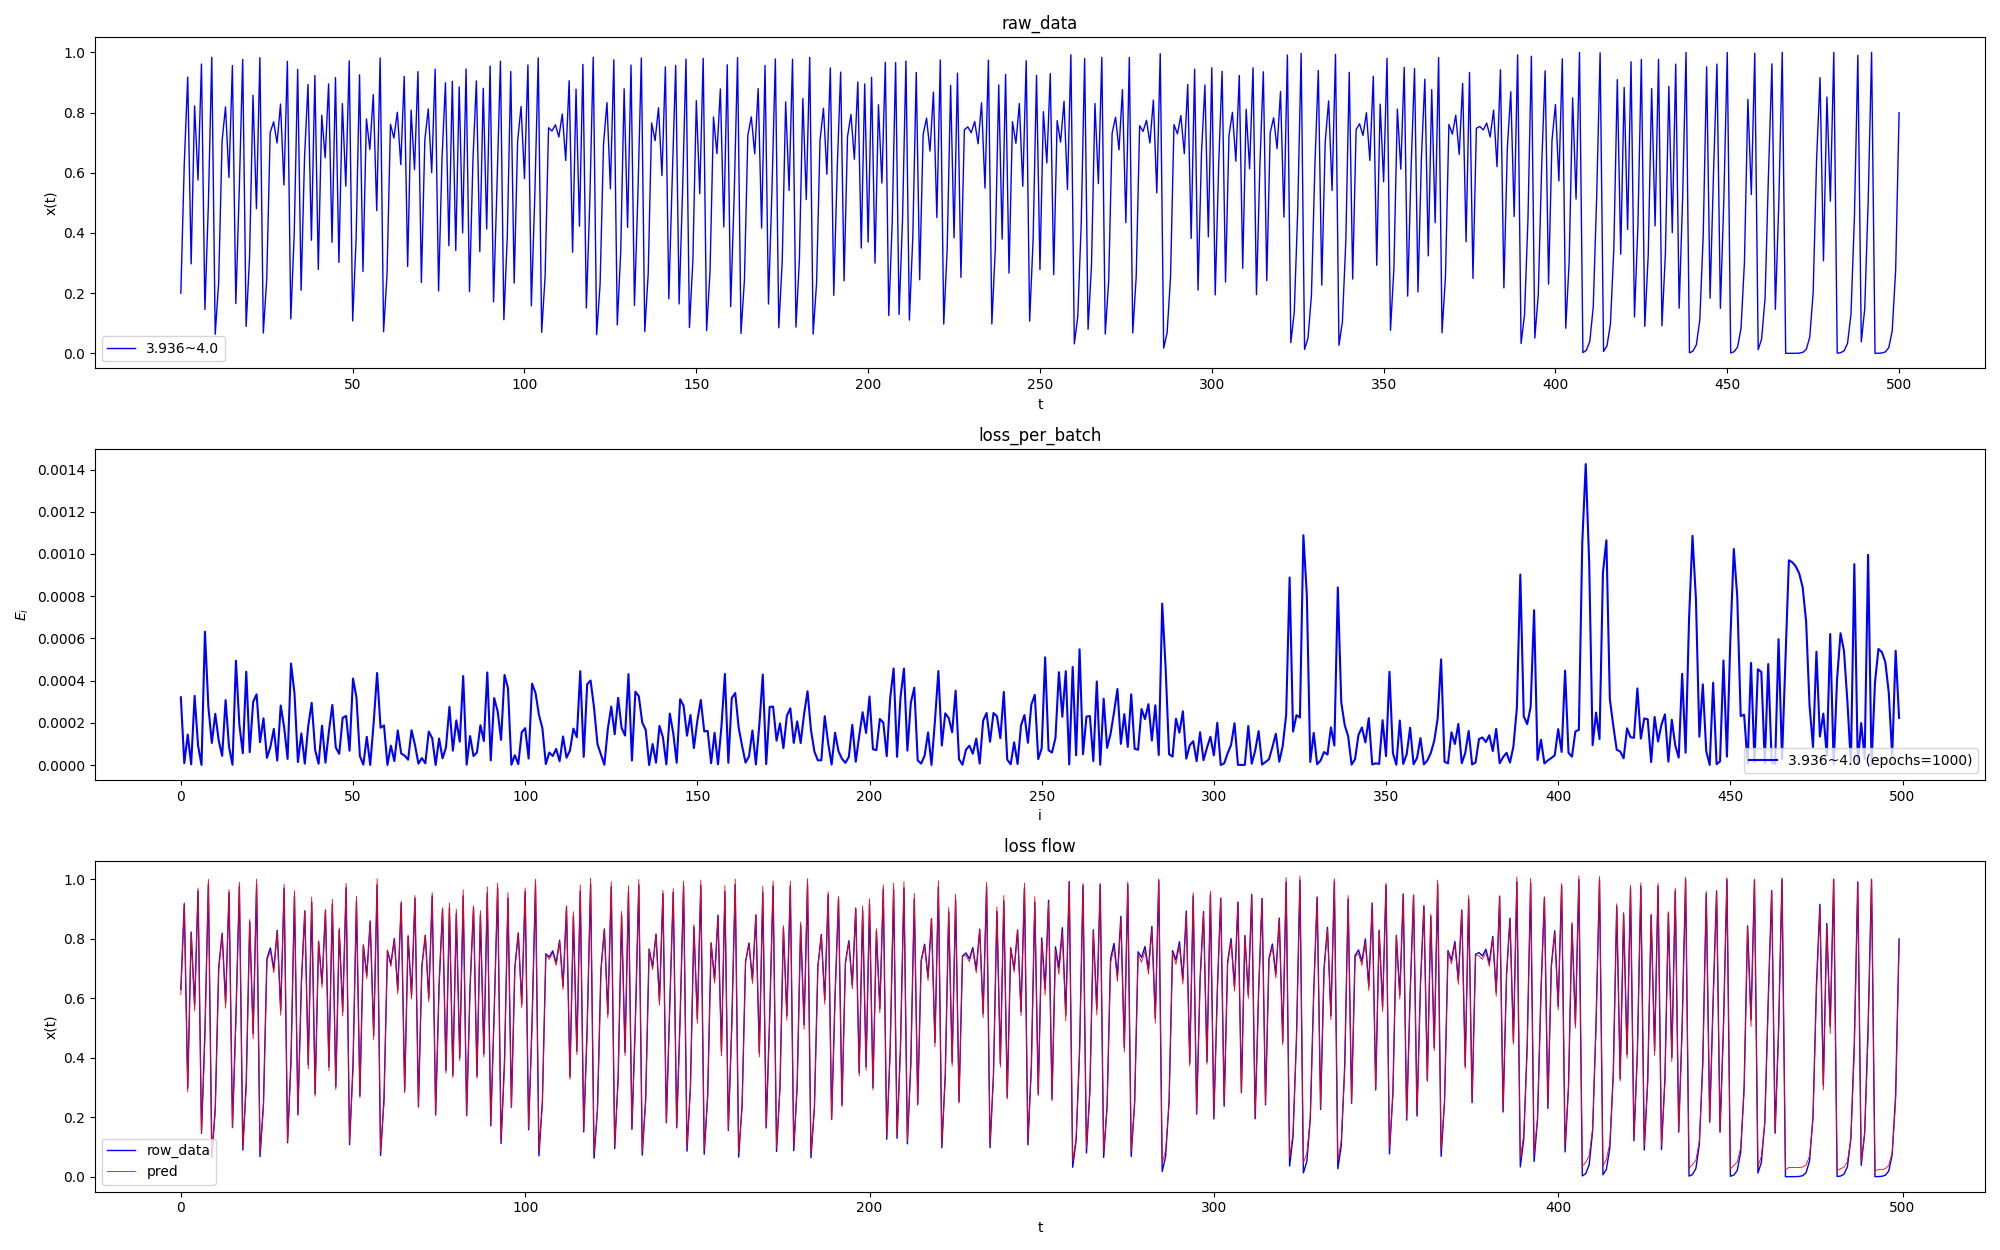 raw_data
1.0
0.8
0.6
0.4
0.2
0.0
x(t)
3.936~4.0
50 100 150 200 250 300 350 400 450 500
t
loss_per_batch
0.0014
0.0012
0.0010
0.0008
0.0006
0.0004
0.0002
0.0000
E_i
3.936~4.0 (epochs=1000)
0 50 100 150 200 250 300 350 400 450 500
i
loss flow
1.0
0.8
0.6
0.4
0.2
0.0
x(t)
row_data
pred
0 100 200 300 400 500
t